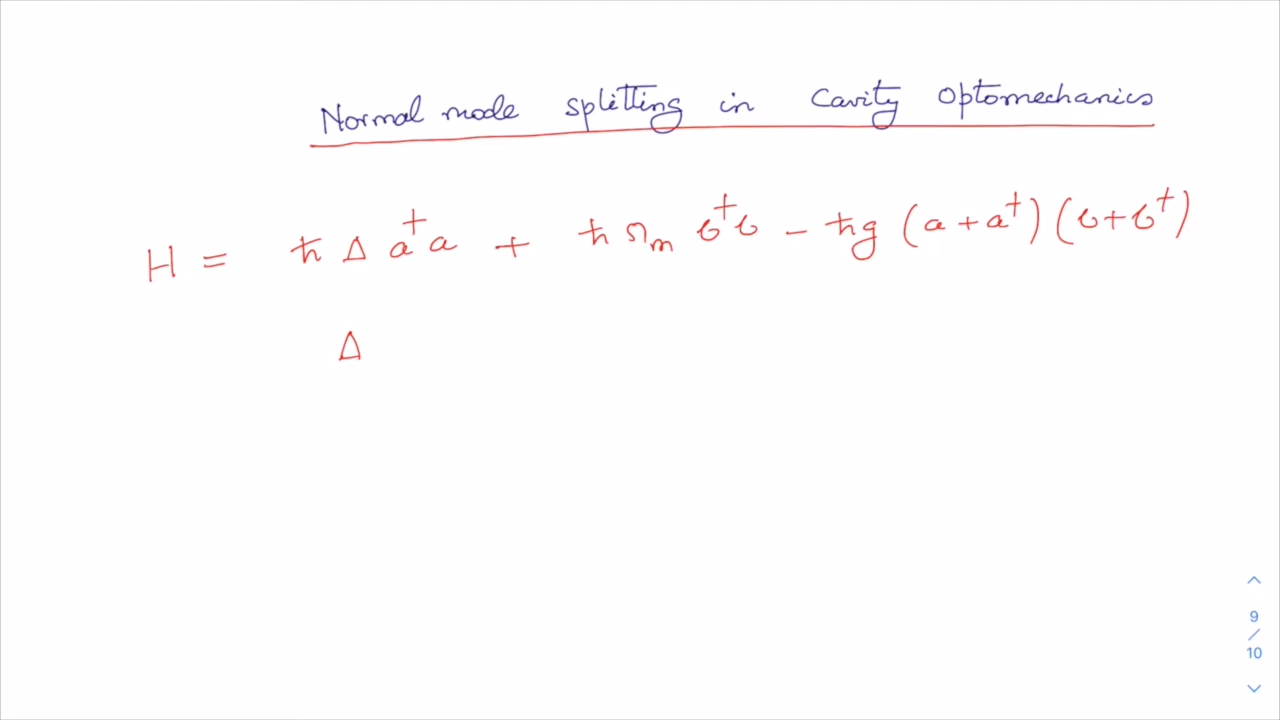 Normal mode splitting in Cavity Optomechanics
H = ħ Δ a†a + ħ Ωm b†b − ħg (a + a†) (b + b†)
Δ
9
/
10